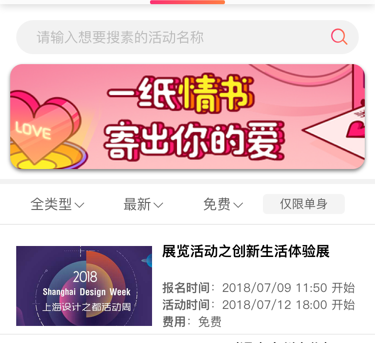 请输入想要搜素的活动名称
一纸情书
LOVE
寄出你的爱
全类型
最新
免费
仅限单身
展览活动之创新生活体验展
2018
Shanghai Design Week
上海设计之都活动周
报名时间：2018/07/09 11:50 开始
活动时间：2018/07/12 18:00 开始
费用：免费